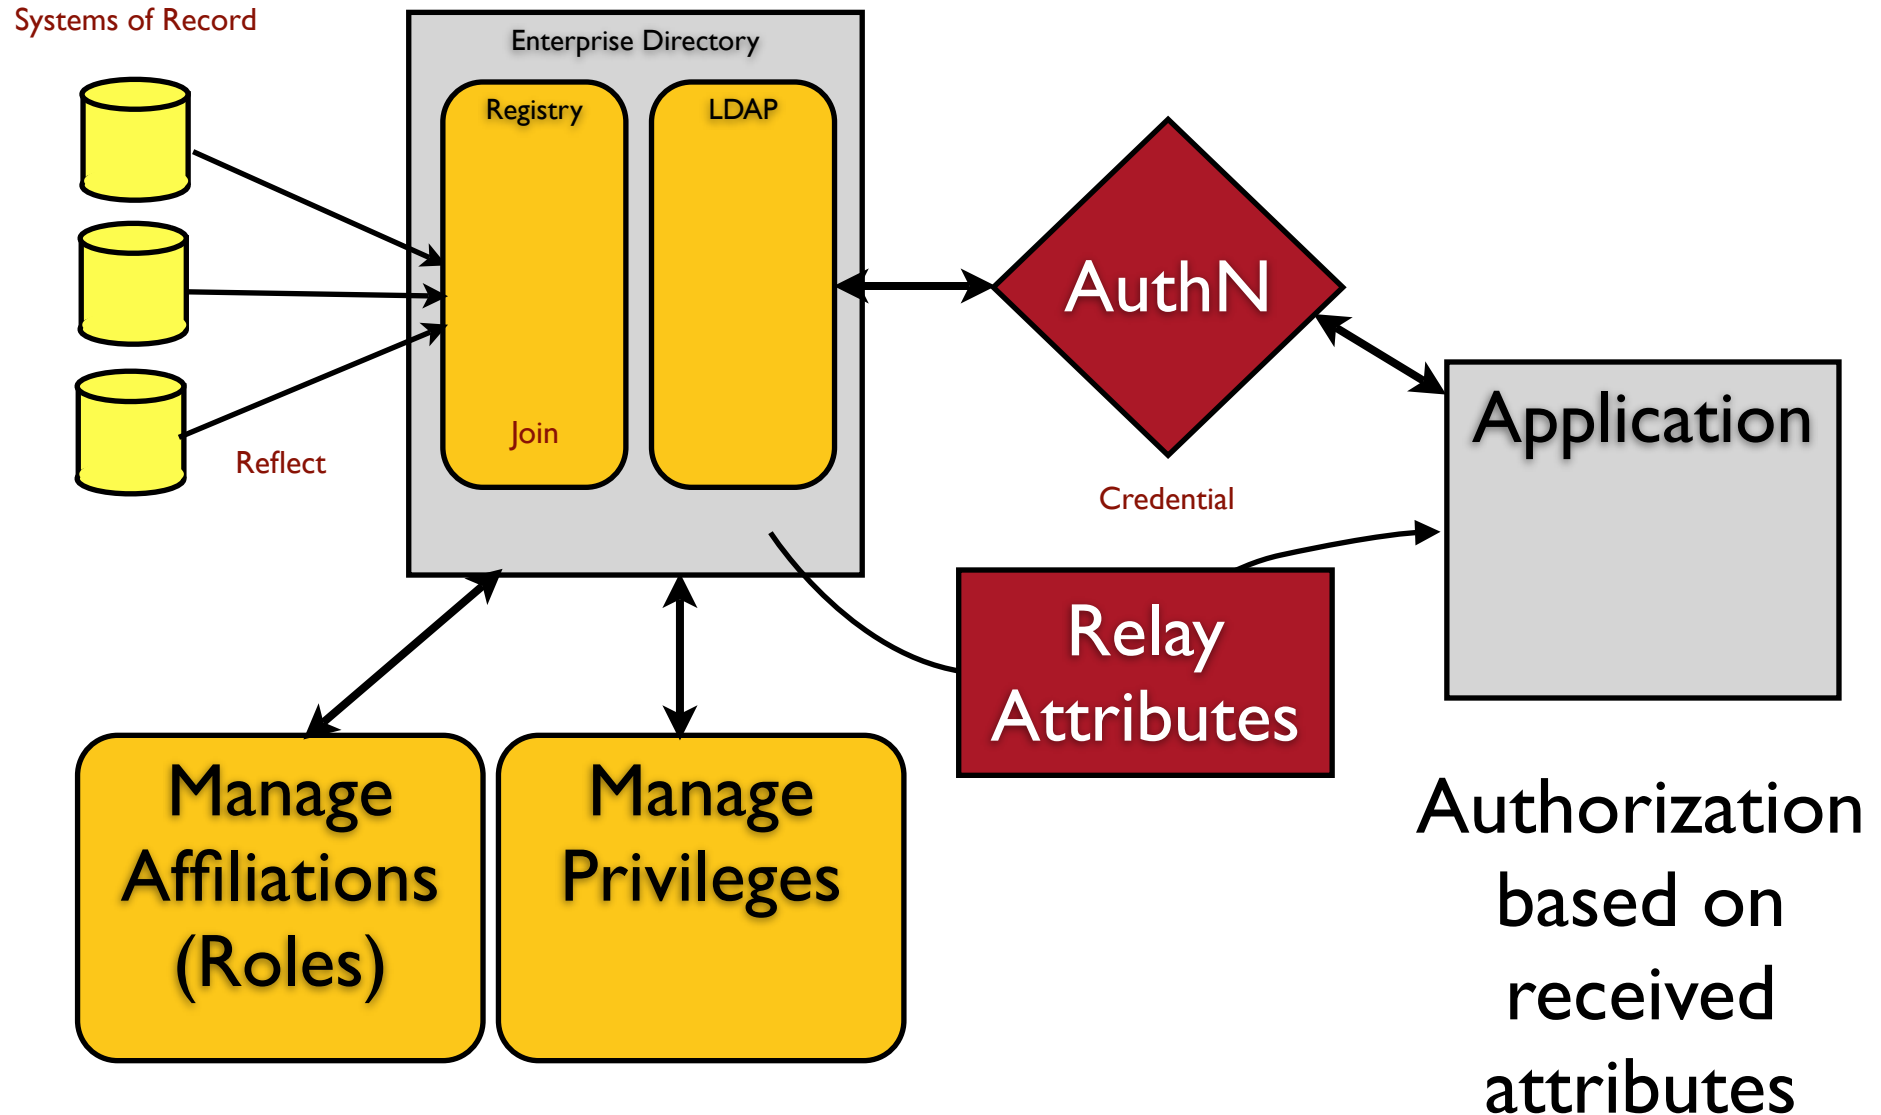 Systems of Record
Enterprise Directory
Registry
LDAP
Join
Reflect
AuthN
Credential
Application
Relay
Attributes
Manage
Affiliations
(Roles)
Manage
Privileges
Authorization
based on
received
attributes